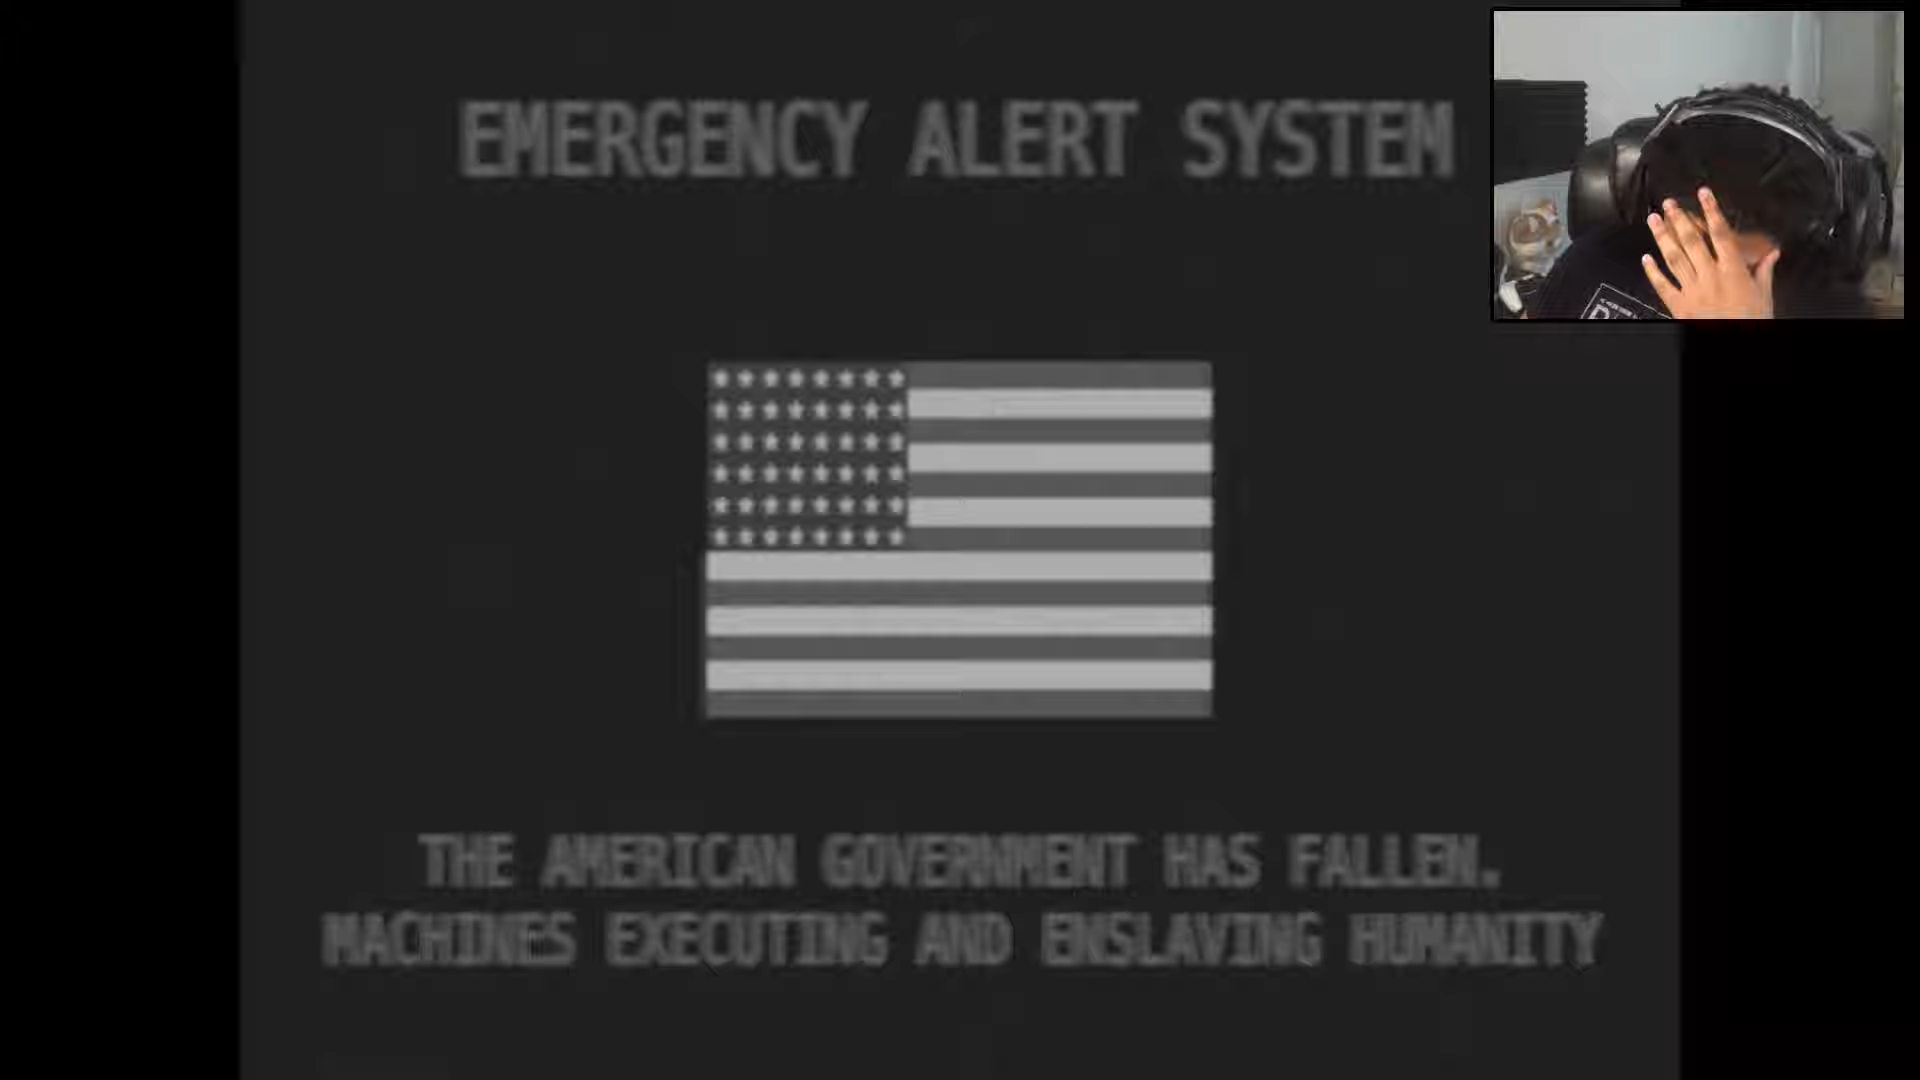 EMERGENCY ALERT SYSTEM
THE AMERICAN GOVERNMENT HAS FALLEN.
MACHINES EXECUTING AND ENSLAVING HUMANITY